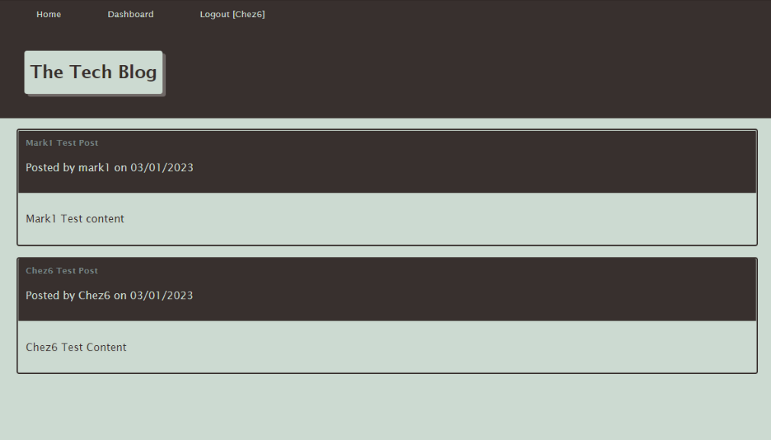 Home Dashboard Logout [Chez6]
The Tech Blog
Mark1 Test Post
Posted by mark1 on 03/01/2023
Mark1 Test content
Chez6 Test Post
Posted by Chez6 on 03/01/2023
Chez6 Test Content